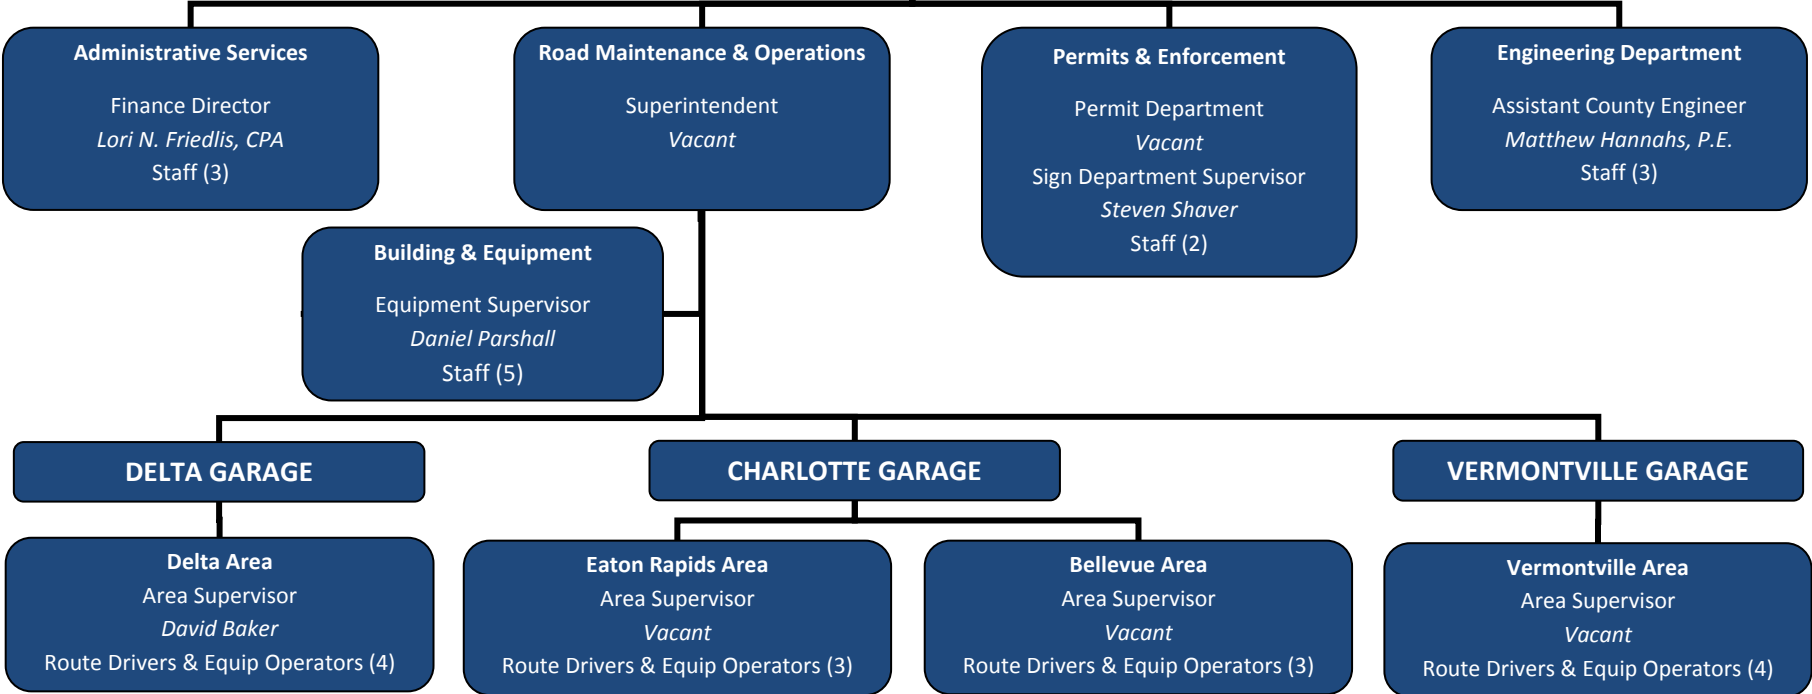 Administrative Services
Finance Director
Lori N. Friedlis, CPA
Staff (3)
Road Maintenance & Operations
Superintendent
Vacant
Permits & Enforcement
Permit Department
Vacant
Sign Department Supervisor
Steven Shaver
Staff (2)
Engineering Department
Assistant County Engineer
Matthew Hannahs, P.E.
Staff (3)
Building & Equipment
Equipment Supervisor
Daniel Parshall
Staff (5)
DELTA GARAGE
CHARLOTTE GARAGE
VERMONTVILLE GARAGE
Delta Area
Area Supervisor
David Baker
Route Drivers & Equip Operators (4)
Eaton Rapids Area
Area Supervisor
Vacant
Route Drivers & Equip Operators (3)
Bellevue Area
Area Supervisor
Vacant
Route Drivers & Equip Operators (3)
Vermontville Area
Area Supervisor
Vacant
Route Drivers & Equip Operators (4)